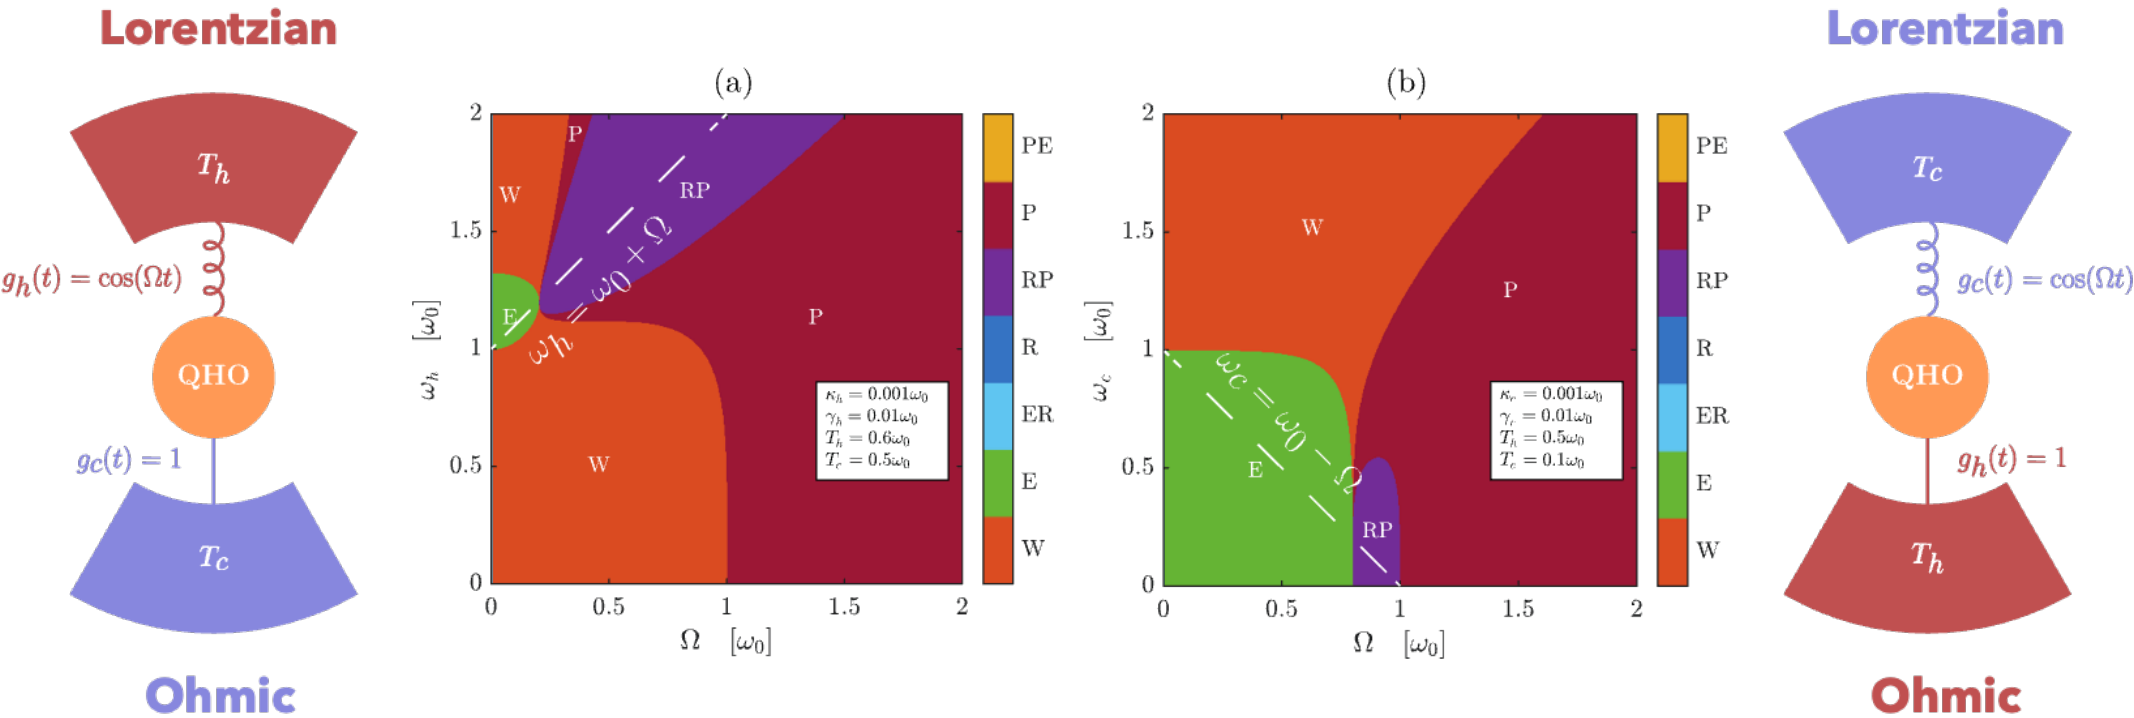 Lorentzian
T_h
g_h(t) = cos(Ωt)
QHO
g_c(t) = 1
T_c
Ohmic
(a)
2
1.5
1
0.5
0
ω_h [ω_0]
W
P
RP
E
ω_h = ω_0 + Ω
P
W
κ_h = 0.001ω_0
γ_h = 0.01ω_0
T_h = 0.6ω_0
T_c = 0.5ω_0
0 0.5 1 1.5 2
Ω [ω_0]
PE
P
RP
R
ER
E
W
(b)
2
1.5
1
0.5
0
ω_c [ω_0]
W
P
ω_c = ω_0 − Ω
E
RP
κ_c = 0.001ω_0
γ_c = 0.01ω_0
T_h = 0.5ω_0
T_c = 0.1ω_0
0 0.5 1 1.5 2
Ω [ω_0]
PE
P
RP
R
ER
E
W
Lorentzian
T_c
g_c(t) = cos(Ωt)
QHO
g_h(t) = 1
T_h
Ohmic